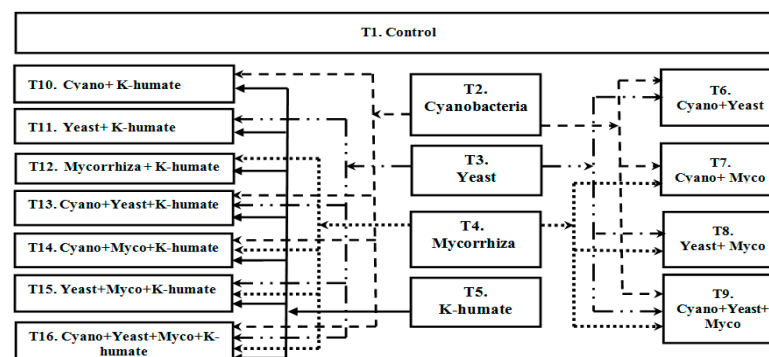 T1. Control
T10. Cyano+ K-humate
T11. Yeast+ K-humate
T12. Mycorrhiza + K-humate
T13. Cyano+Yeast+K-humate
T14. Cyano+Myco+K-humate
T15. Yeast+Myco+K-humate
T16. Cyano+Yeast+Myco+K-
humate
T2.
Cyanobacteria
T3.
Yeast
T4.
Mycorrhiza
T5.
K-humate
T6.
Cyano+Yeast
T7.
Cyano+ Myco
T8.
Yeast+ Myco
T9.
Cyano+Yeast+
Myco